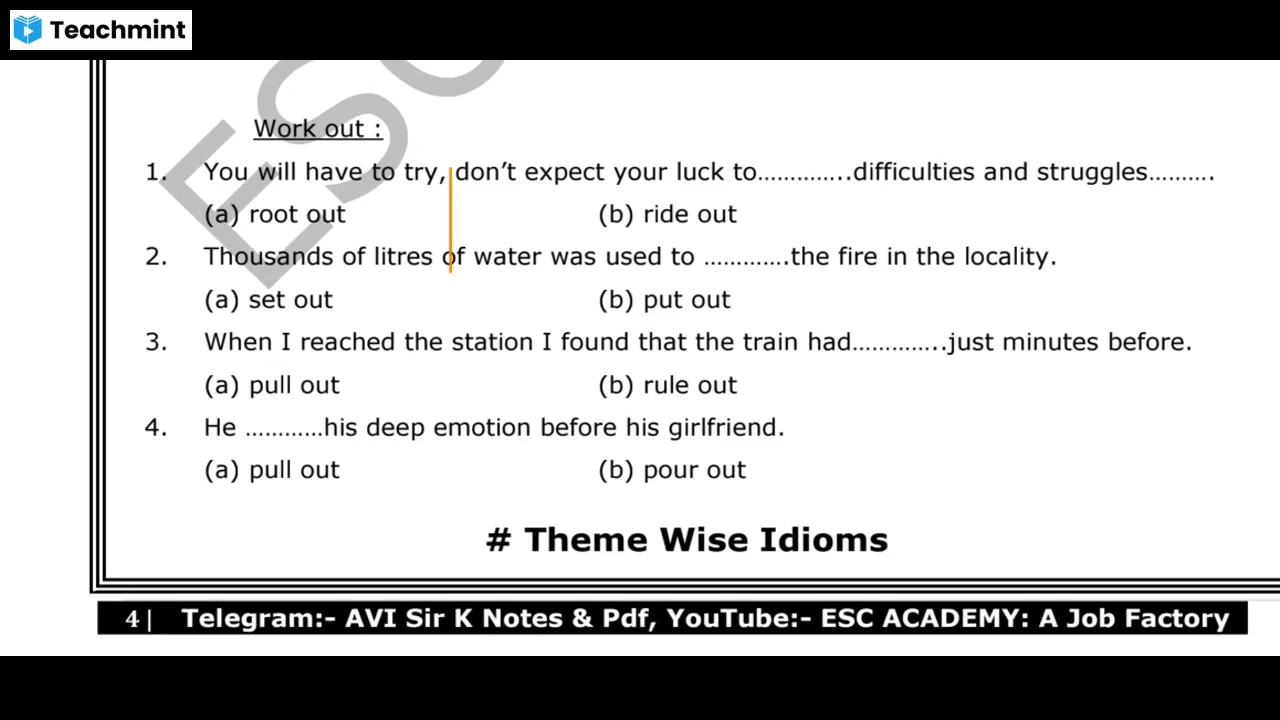 Teachmint
ESC
Work out :
1. You will have to try, don't expect your luck to…………..difficulties and struggles……….
(a) root out (b) ride out
2. Thousands of litres of water was used to ………….the fire in the locality.
(a) set out (b) put out
3. When I reached the station I found that the train had…………..just minutes before.
(a) pull out (b) rule out
4. He …………his deep emotion before his girlfriend.
(a) pull out (b) pour out
# Theme Wise Idioms
4| Telegram:- AVI Sir K Notes & Pdf, YouTube:- ESC ACADEMY: A Job Factory